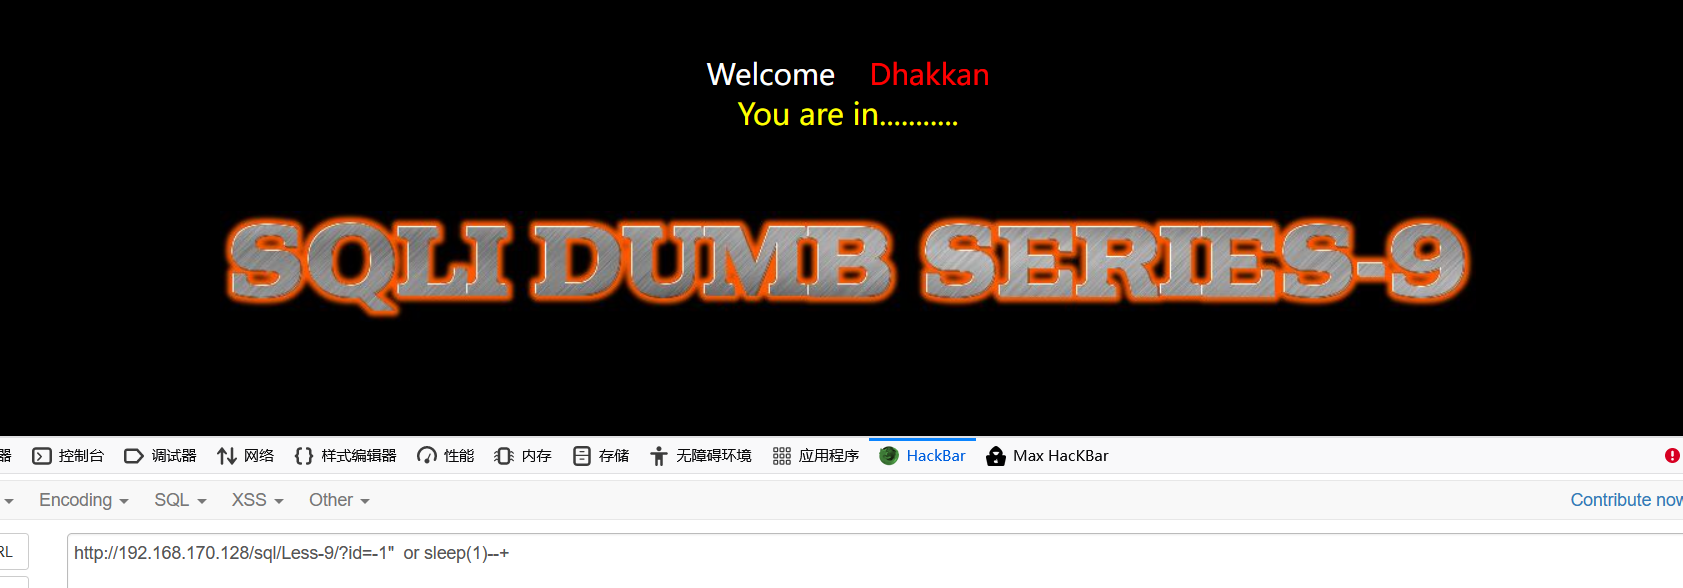 Welcome Dhakkan
You are in...........
SQLI DUMB SERIES-9
器 控制台 调试器 网络 样式编辑器 性能 内存 存储 无障碍环境 应用程序 HackBar Max HacKBar
Encoding SQL XSS Other Contribute now
RL
http://192.168.170.128/sql/Less-9/?id=-1" or sleep(1)--+